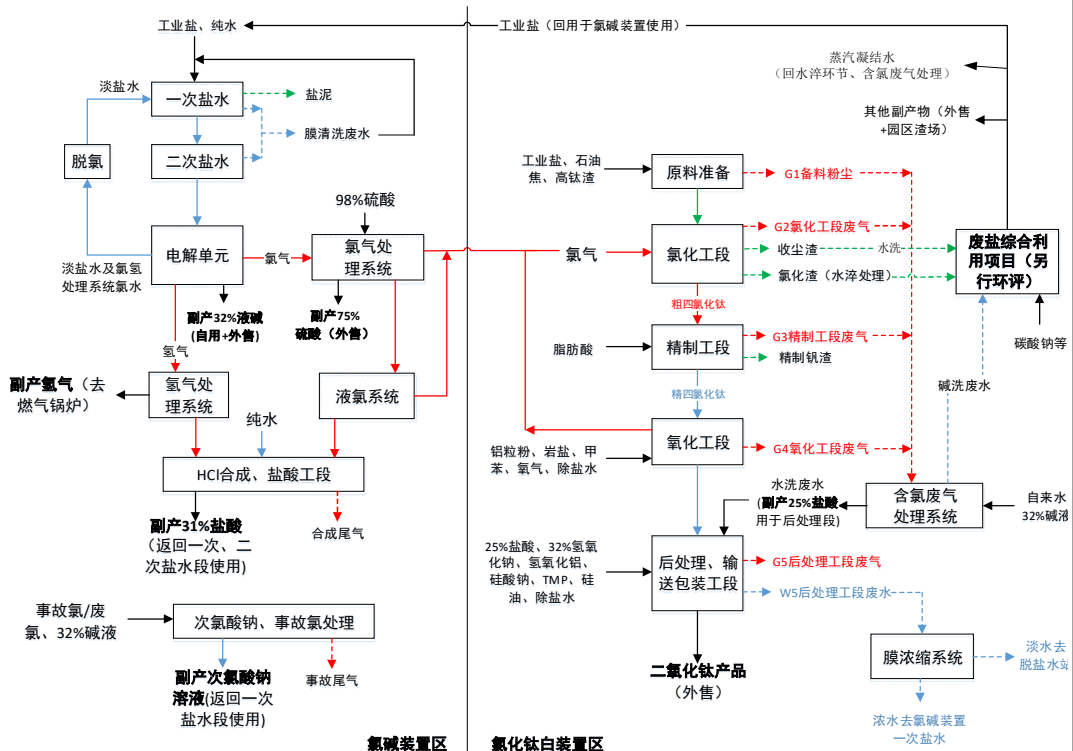 工业盐、纯水
工业盐（回用于氯碱装置使用）
蒸汽凝结水
（回水淬环节、含氯废气处理）
淡盐水
一次盐水
盐泥
膜清洗废水
其他副产物（外售
+园区渣场）
脱氯
二次盐水
工业盐、石油
焦、高钛渣
原料准备
G1备料粉尘
98%硫酸
电解单元
氯气
氯气处
理系统
氯气
氯化工段
G2氯化工段废气
收尘渣
水洗
氯化渣（水淬处理）
废盐综合利
用项目（另
行环评）
淡盐水及氯氢
处理系统氯水
副产32%液碱
(自用+外售)
副产75%
硫酸（外售）
粗四氯化钛
碳酸钠等
氢气
脂肪酸
精制工段
G3精制工段废气
精制钒渣
碱洗废水
副产氢气（去
燃气锅炉）
氢气处
理系统
液氯系统
精四氯化钛
纯水
氧化工段
G4氧化工段废气
铝粒粉、岩盐、甲
苯、氧气、除盐水
HCl合成、盐酸工段
水洗废水
(副产25%盐酸
用于后处理段)
含氯废气
处理系统
自来水
32%碱液
副产31%盐酸
（返回一次、二
次盐水段使用）
合成尾气
25%盐酸、32%氢氧
化钠、氢氧化铝、
硅酸钠、TMP、硅
油、除盐水
后处理、输
送包装工段
G5后处理工段废气
W5后处理工段废水
事故氯/废
氯、32%碱液
次氯酸钠、事故氯处理
膜浓缩系统
淡水去
脱盐水站
副产次氯酸钠
溶液(返回一次
盐水段使用)
事故尾气
二氧化钛产品
（外售）
浓水去氯碱装置
一次盐水
氯碱装置区
氯化钛白装置区